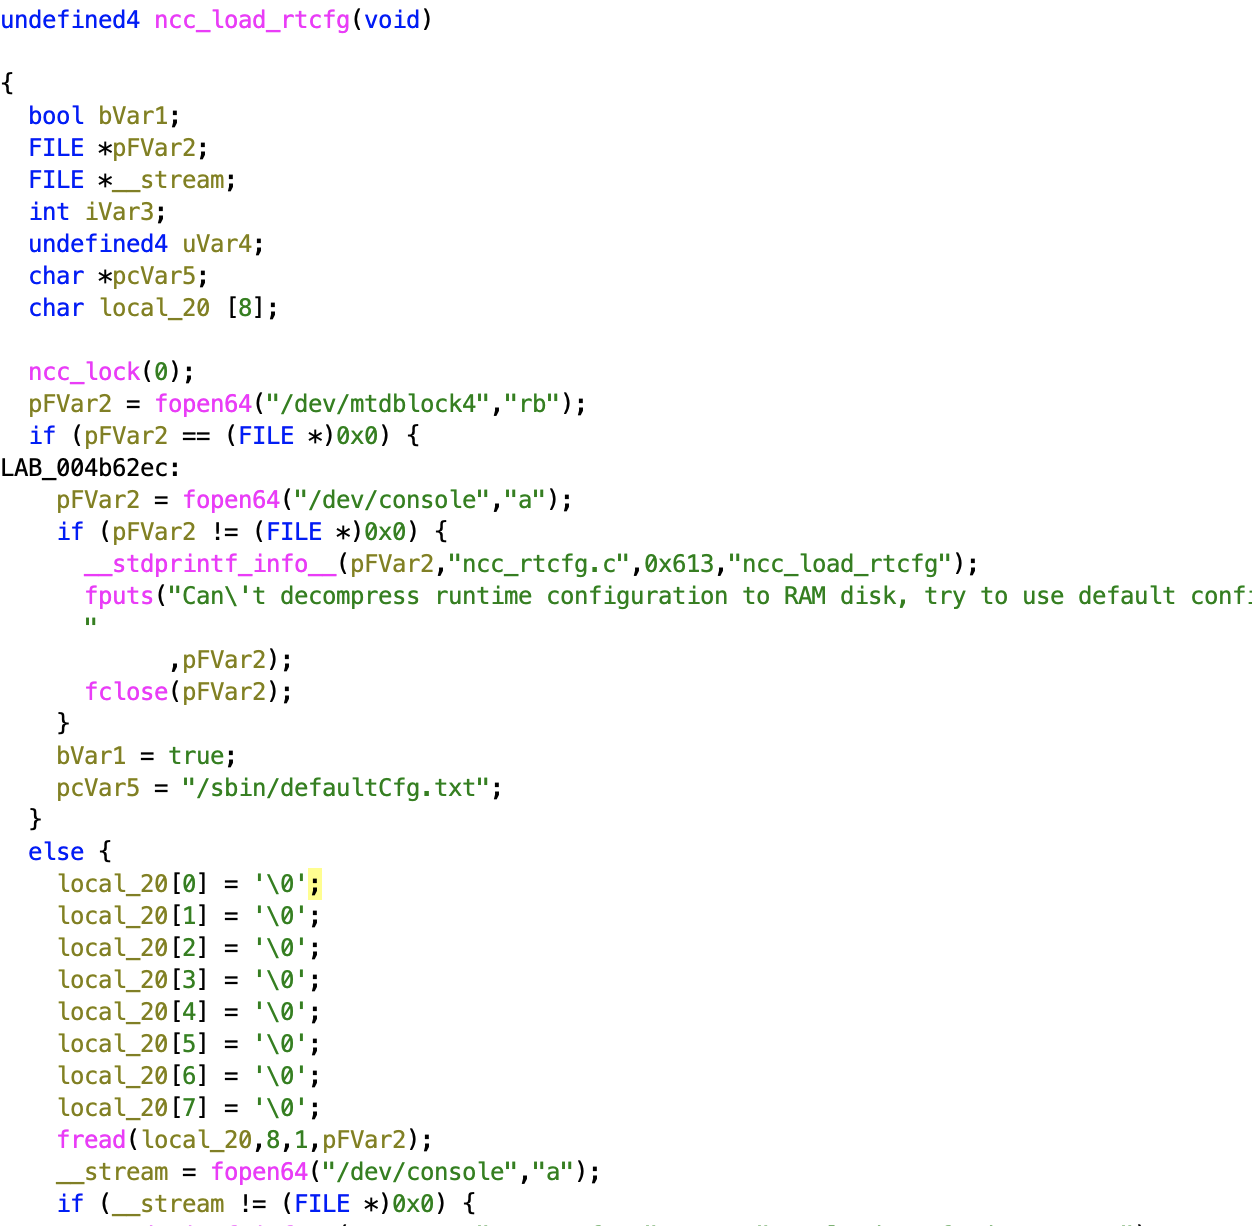 undefined4 ncc_load_rtcfg(void)
{
bool bVar1;
FILE *pFVar2;
FILE *__stream;
int iVar3;
undefined4 uVar4;
char *pcVar5;
char local_20 [8];
ncc_lock(0);
pFVar2 = fopen64("/dev/mtdblock4","rb");
if (pFVar2 == (FILE *)0x0) {
LAB_004b62ec:
pFVar2 = fopen64("/dev/console","a");
if (pFVar2 != (FILE *)0x0) {
__stdprintf_info__(pFVar2,"ncc_rtcfg.c",0x613,"ncc_load_rtcfg");
fputs("Can\'t decompress runtime configuration to RAM disk, try to use default
"
,pFVar2);
fclose(pFVar2);
}
bVar1 = true;
pcVar5 = "/sbin/defaultCfg.txt";
}
else {
local_20[0] = '\0';
local_20[1] = '\0';
local_20[2] = '\0';
local_20[3] = '\0';
local_20[4] = '\0';
local_20[5] = '\0';
local_20[6] = '\0';
local_20[7] = '\0';
fread(local_20,8,1,pFVar2);
__stream = fopen64("/dev/console","a");
if (__stream != (FILE *)0x0) {